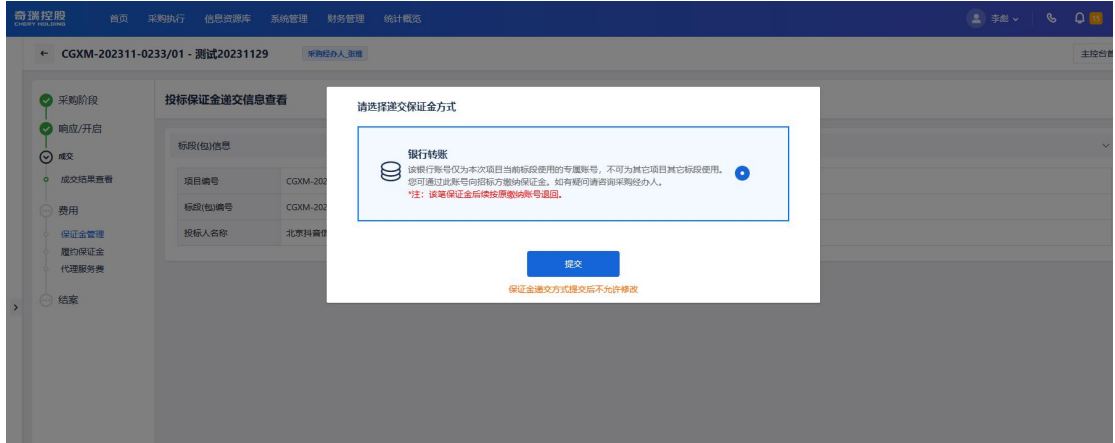 奇瑞控股
CHERY HOLDING
首页 采购执行 信息资源库 系统管理 财务管理 统计概览
李彪
15
← CGXM-202311-0233/01 - 测试20231129 采购经办人_张维
主控台首
采购阶段
响应/开启
成交
成交结果查看
费用
保证金管理
履约保证金
代理服务费
结案
投标保证金递交信息查看
标段(包)信息
项目编号 CGXM-202
标段(包)编号 CGXM-202
投标人名称 北京抖音信
请选择递交保证金方式
银行转账
该银行账号仅为本次项目当前标段使用的专属账号，不可为其它项目其它标段使用。
您可通过此账号向招标方缴纳保证金。如有疑问请咨询采购经办人。
*注：该笔保证金后续按原缴纳账号退回。
提交
保证金递交方式提交后不允许修改